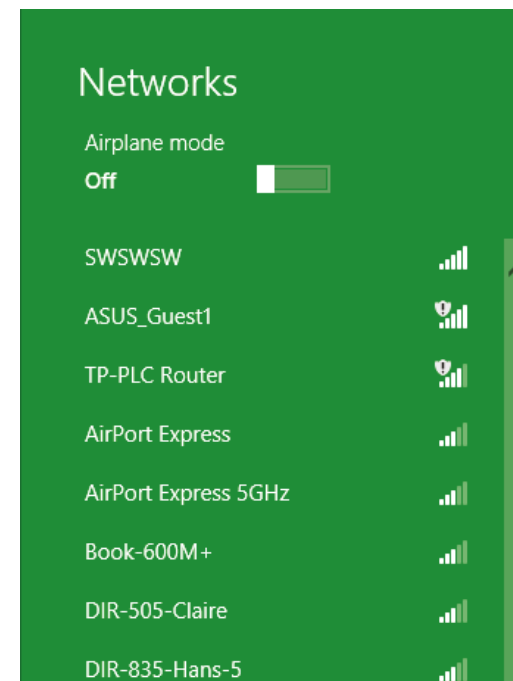 Networks
Airplane mode
Off
SWSWSW
ASUS_Guest1
TP-PLC Router
AirPort Express
AirPort Express 5GHz
Book-600M+
DIR-505-Claire
DIR-835-Hans-5